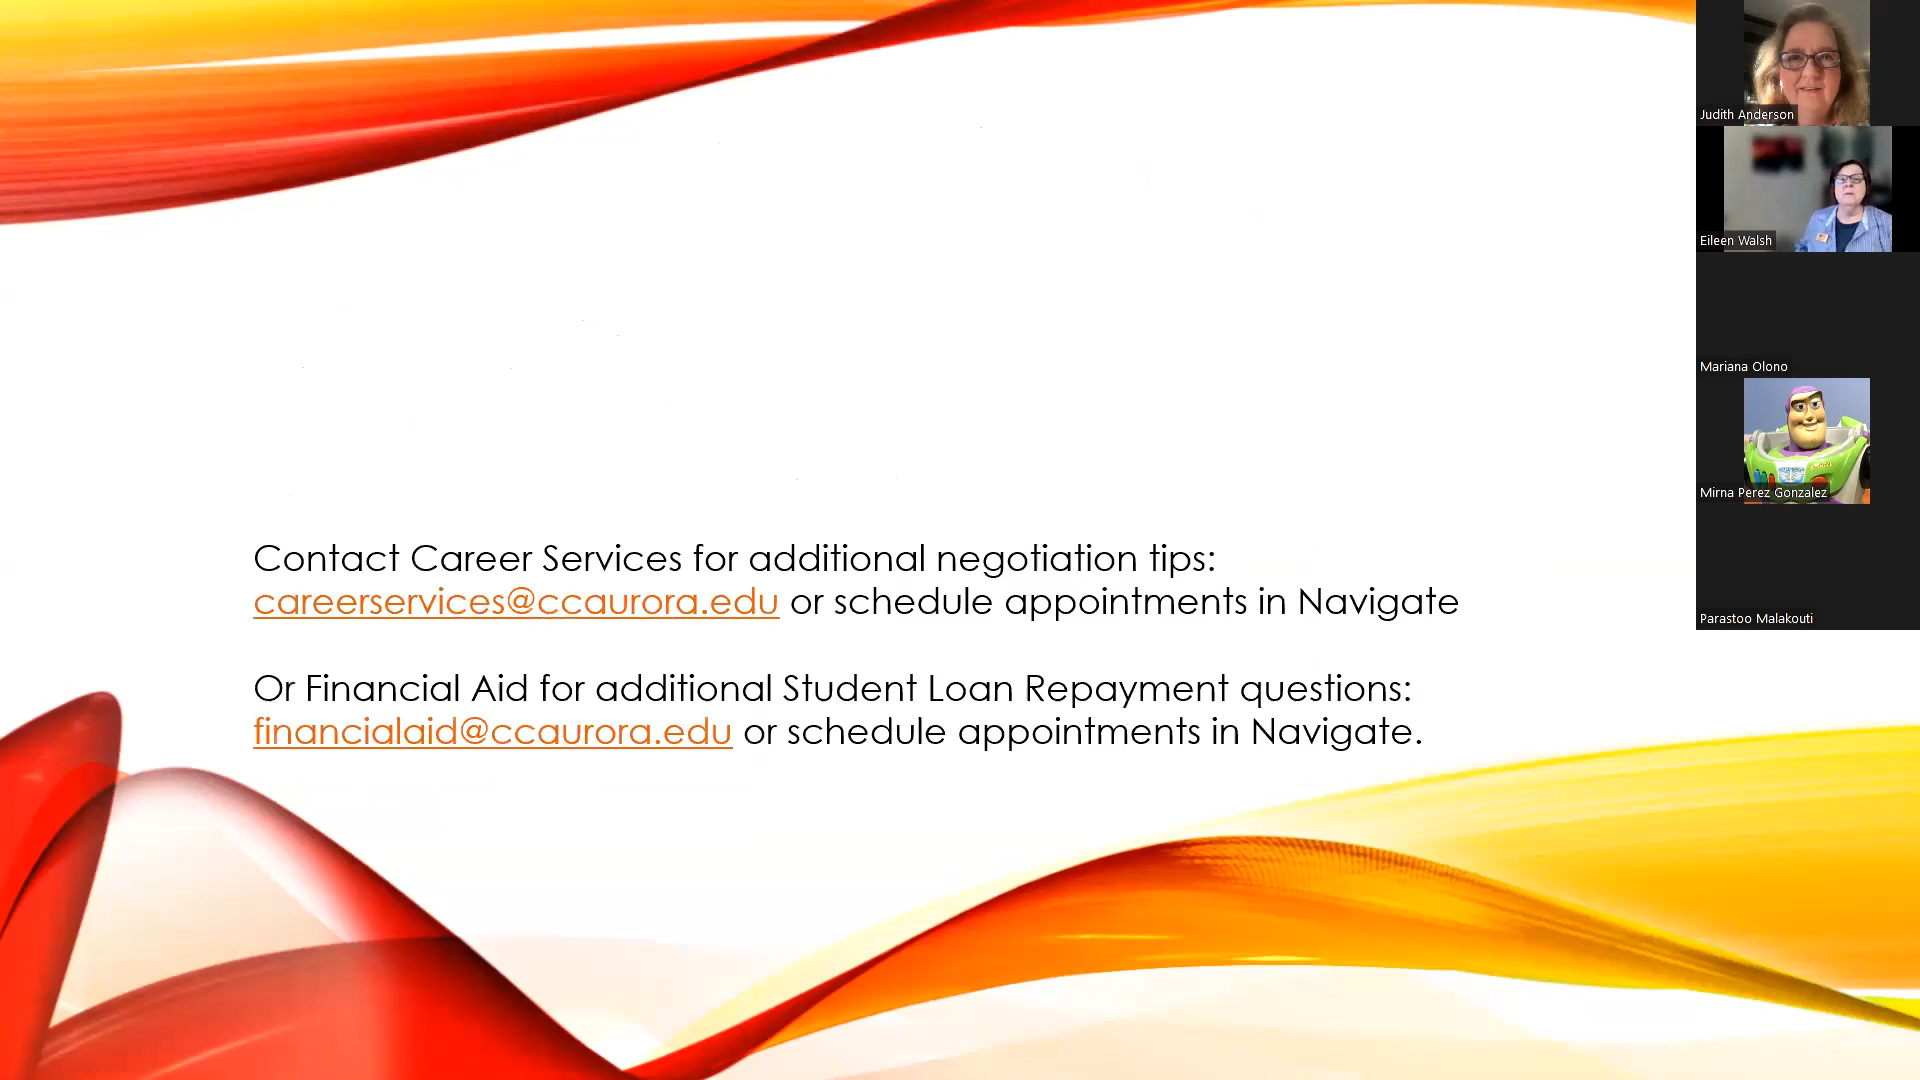 Contact Career Services for additional negotiation tips:
careerservices@ccaurora.edu or schedule appointments in Navigate
Or Financial Aid for additional Student Loan Repayment questions:
financialaid@ccaurora.edu or schedule appointments in Navigate.
Judith Anderson
Eileen Walsh
Mariana Olono
Mirna Perez Gonzalez
Parastoo Malakouti